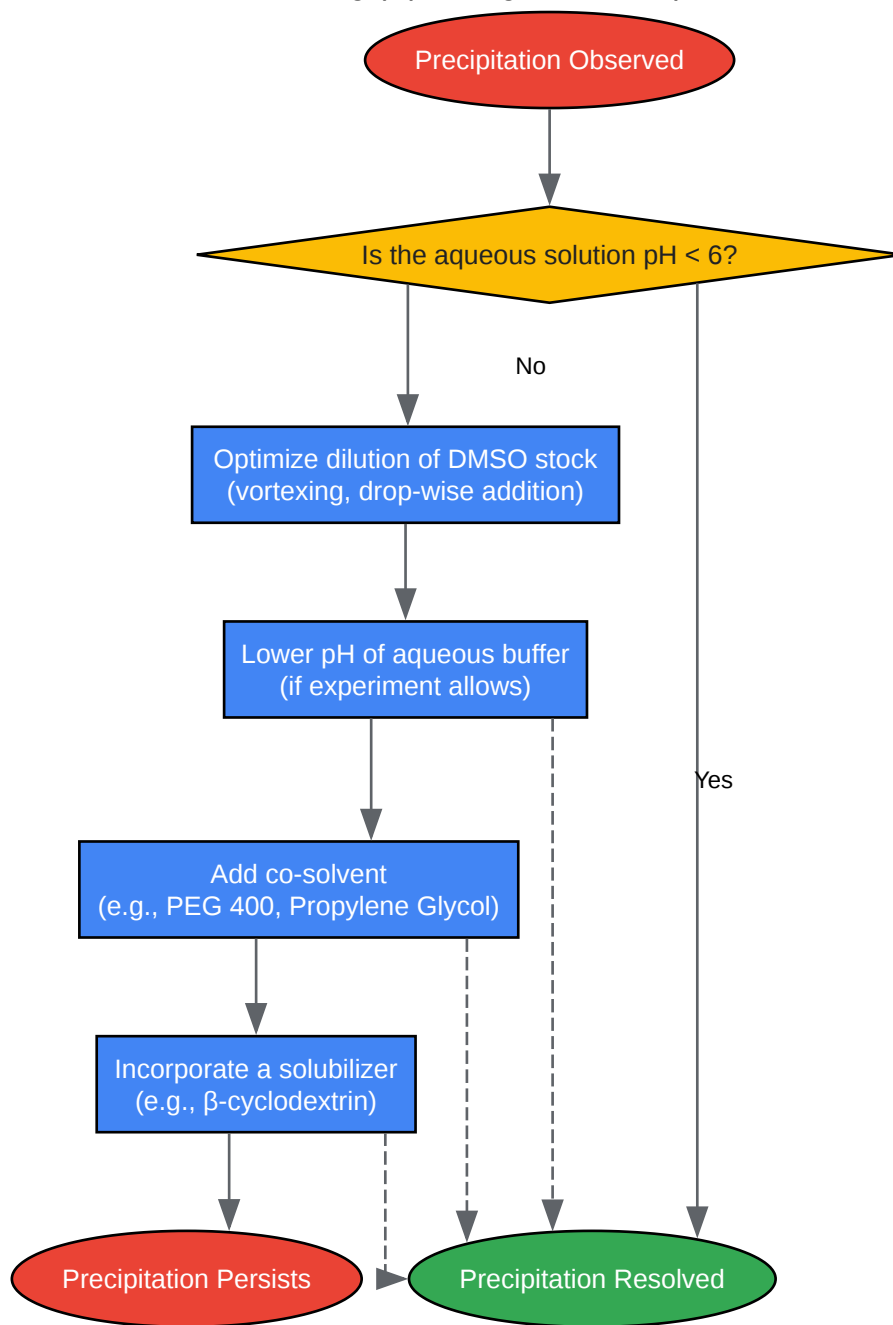 Precipitation Observed
Is the aqueous solution pH < 6?
No
Optimize dilution of DMSO stock
(vortexing, drop-wise addition)
Lower pH of aqueous buffer
(if experiment allows)
Yes
Add co-solvent
(e.g., PEG 400, Propylene Glycol)
Incorporate a solubilizer
(e.g., β-cyclodextrin)
Precipitation Persists
Precipitation Resolved